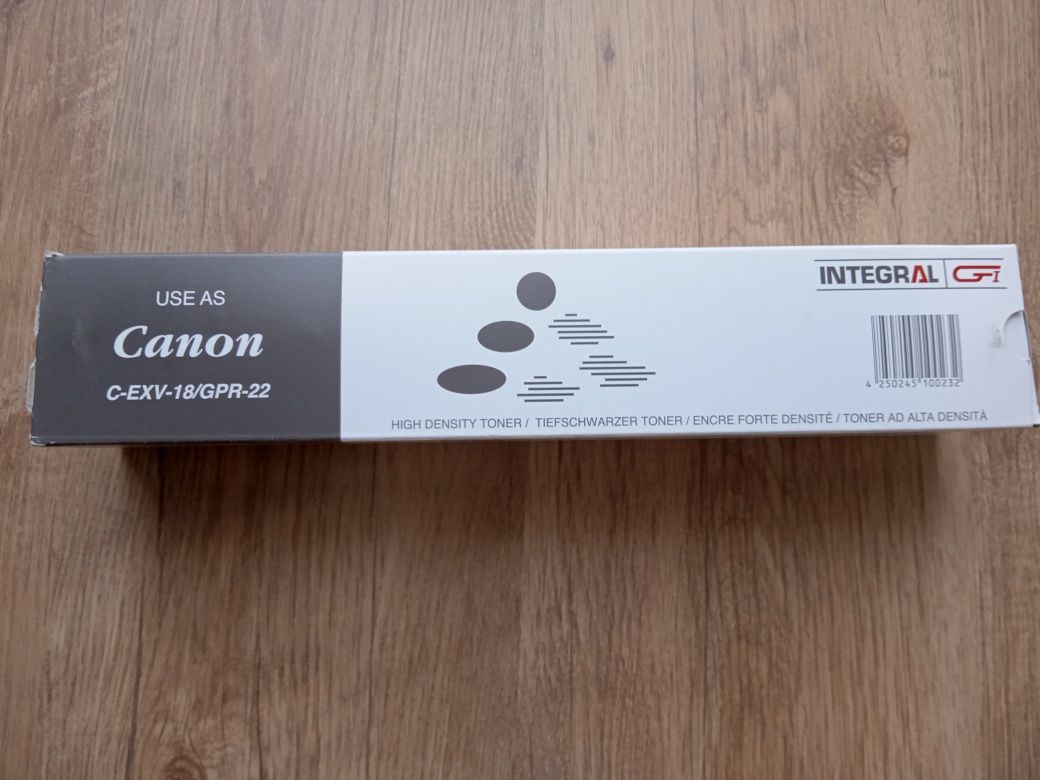 USE AS
Canon
C-EXV-18/GPR-22
INTEGRAL GFI
4 250245 100232
HIGH DENSITY TONER / TIEFSCHWARZER TONER / ENCRE FORTE DENSITÉ / TONER AD ALTA DENSITÀ